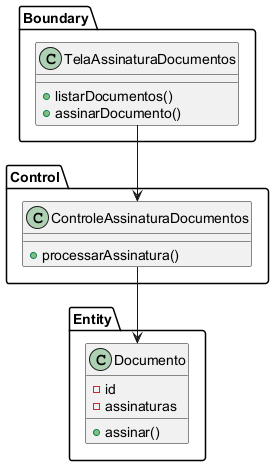 Boundary
C TelaAssinaturaDocumentos
listarDocumentos()
assinarDocumento()
Control
C ControleAssinaturaDocumentos
processarAssinatura()
Entity
C Documento
id
assinaturas
assinar()